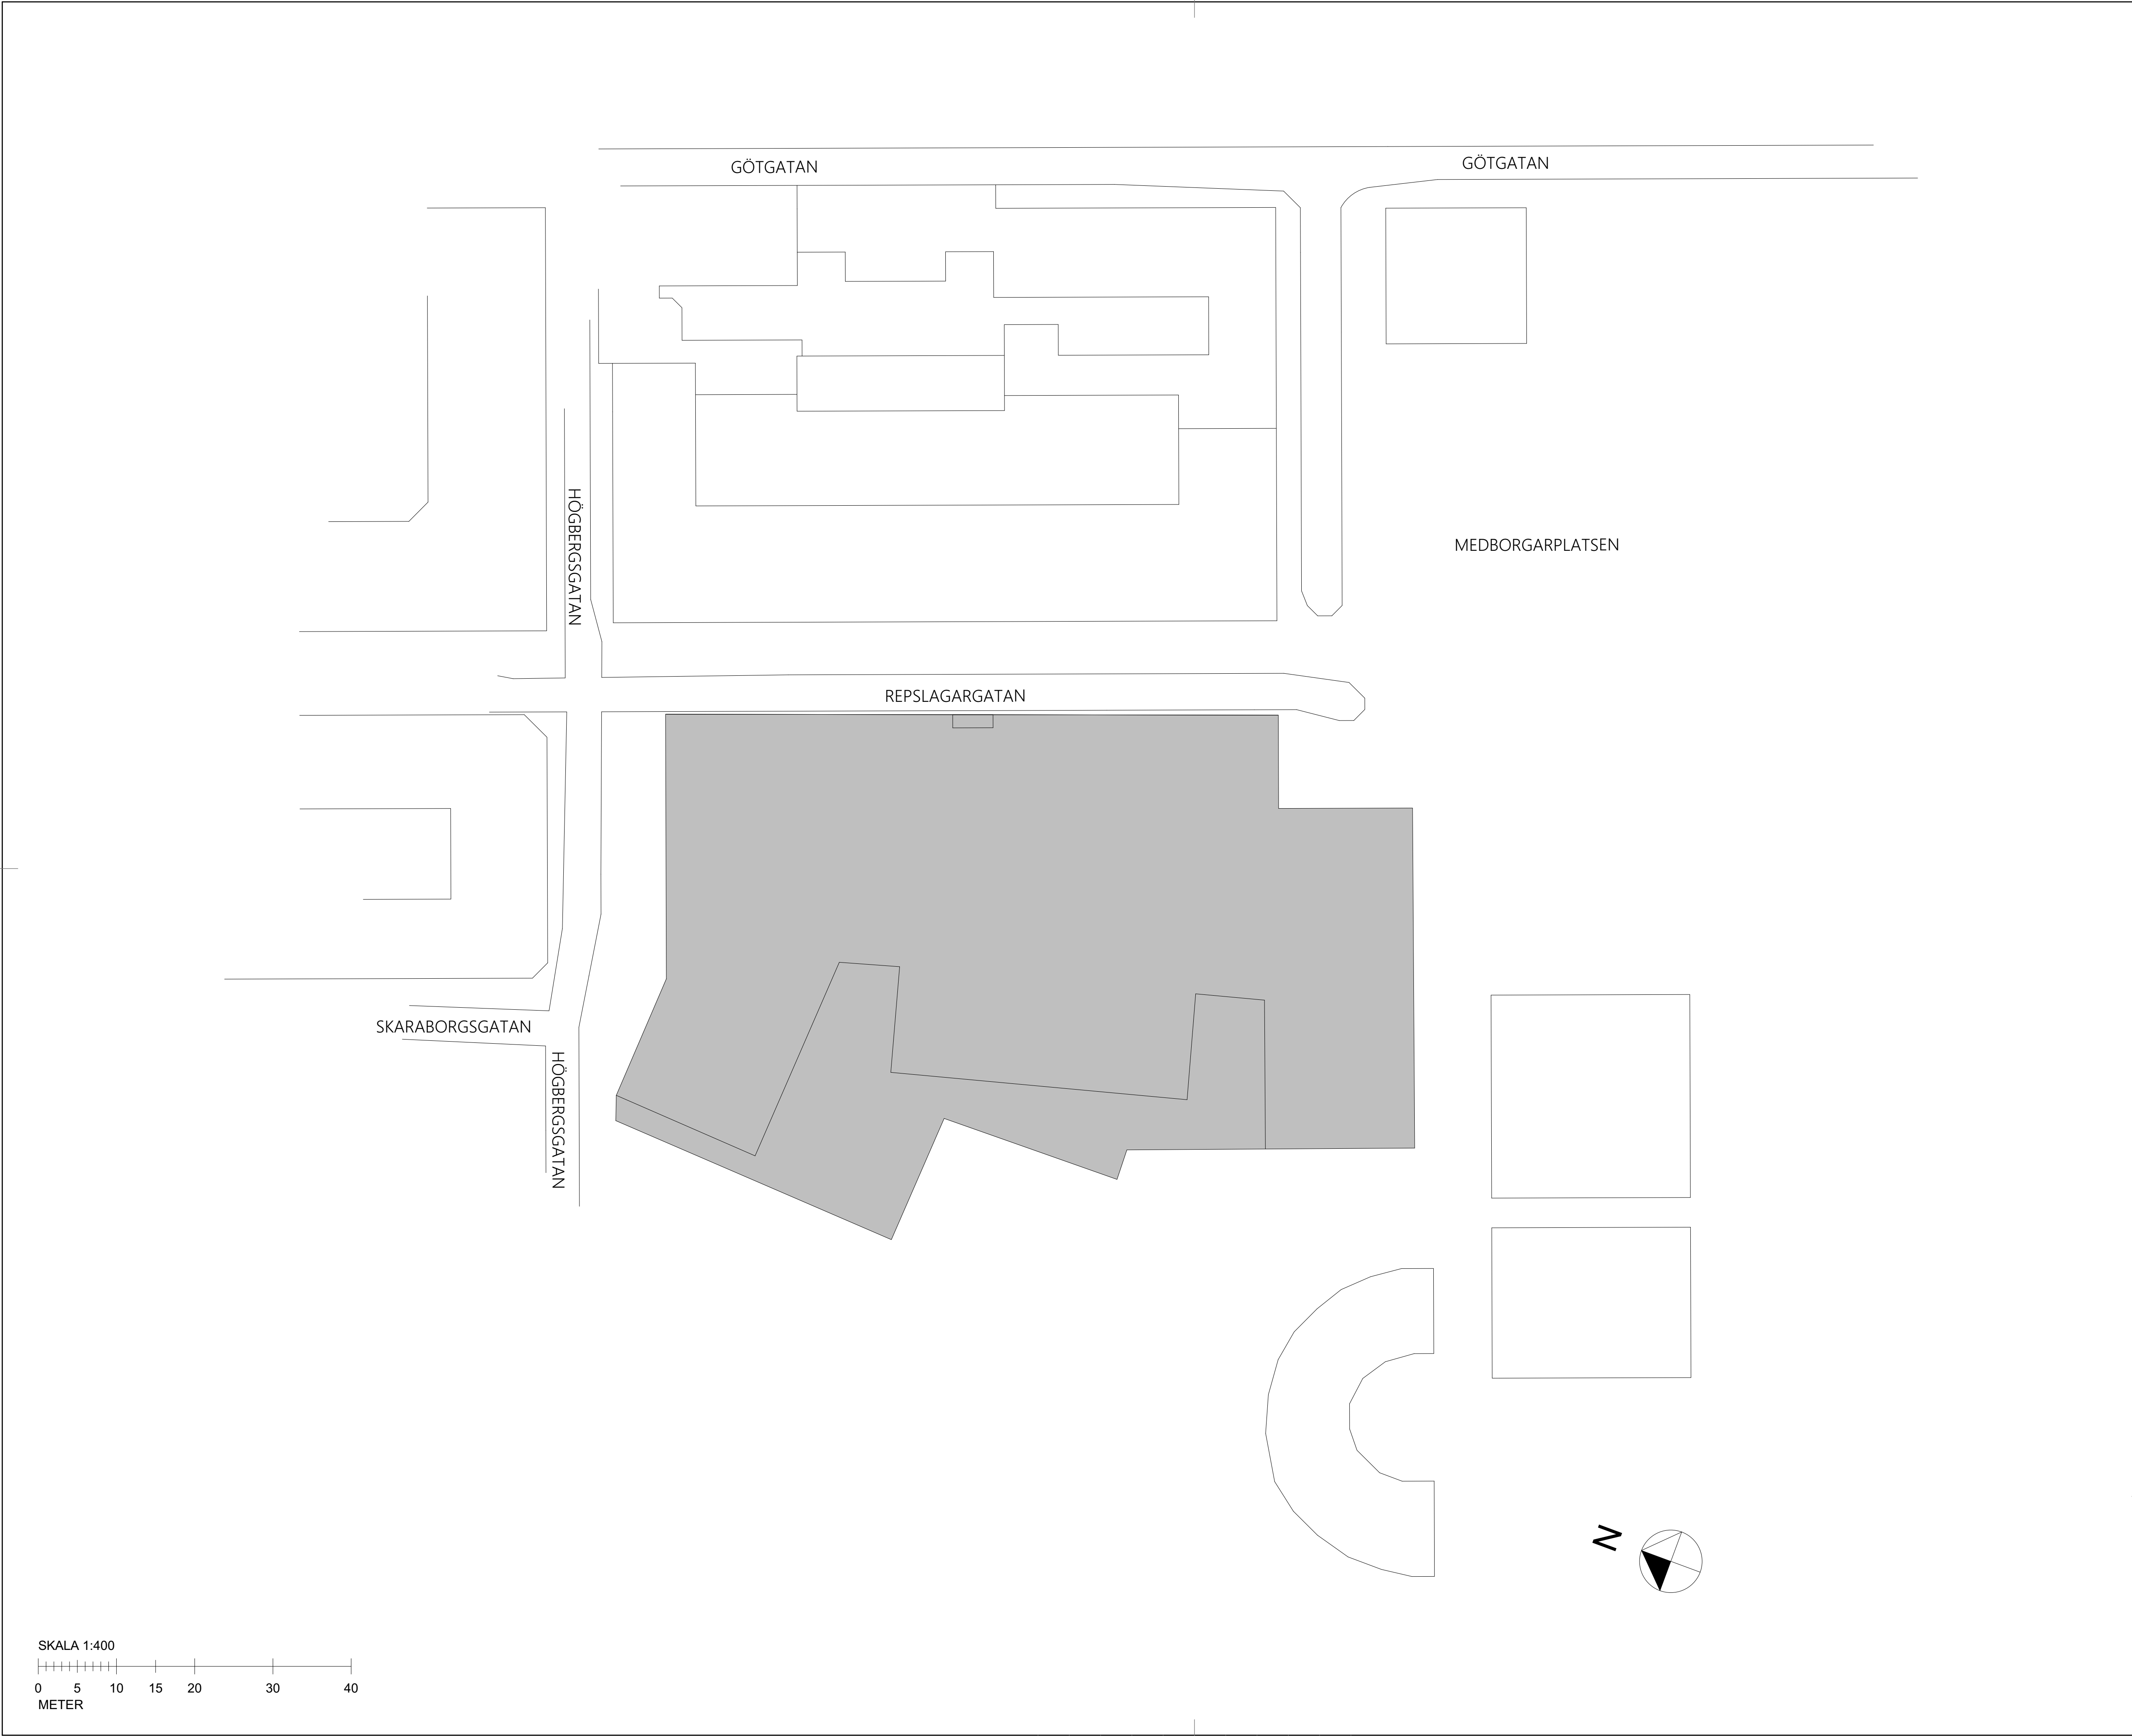 GÖTGATAN
GÖTGATAN
HÖGBERGSGATAN
MEDBORGARPLATSEN
REPSLAGARGATAN
SKARABORGSGATAN
HÖGBERGSGATAN
N
SKALA 1:400
0 5 10 15 20 30 40
METER